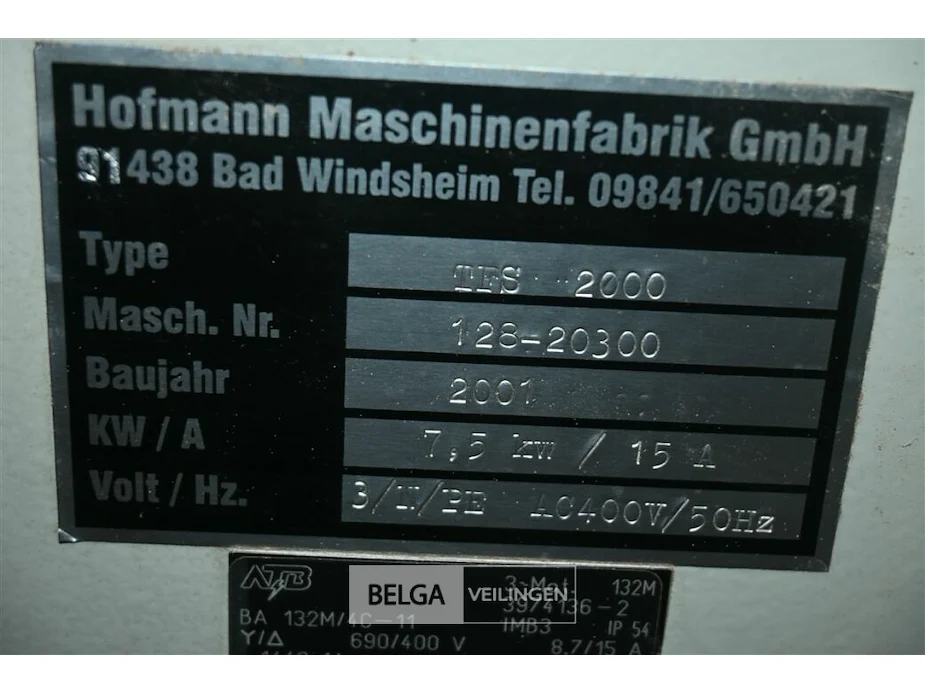 Hofmann Maschinenfabrik GmbH
91438 Bad Windsheim Tel. 09841/650421
Type TFS 2000
Masch. Nr. 128-20300
Baujahr 2001
KW / A 7,5 kw / 15 A
Volt / Hz. 3/N/PE AC400V/50Hz
ATB 3~Mot. 132M
BELGA VEILINGEN
39/4136-2
BA 132M/4C-11 IMB3 IP 54
Y/Δ 690/400 V 8.7/15 A